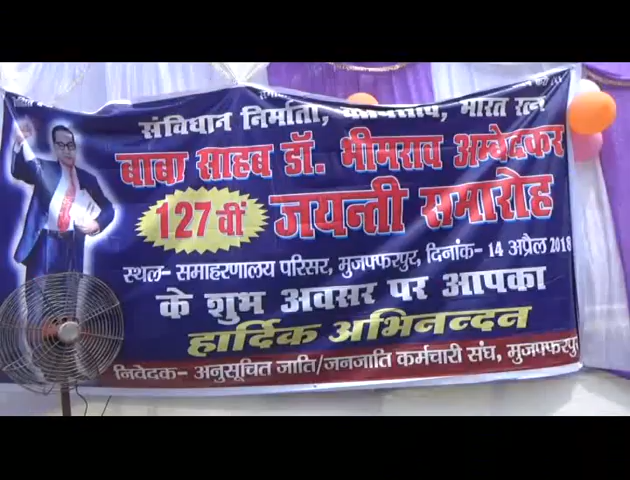 संविधान निर्माता, भारत रत्न
बाबा साहब डॉ. भीमराव अम्बेदकर
127 वीं जयन्ती समारोह
स्थल- समाहरणालय परिसर, मुजफ्फरपुर, दिनांक- 14 अप्रैल 2018
के शुभ अवसर पर आपका
हार्दिक अभिनन्दन
निवेदक- अनुसूचित जाति/जनजाति कर्मचारी संघ, मुजफ्फरपुर